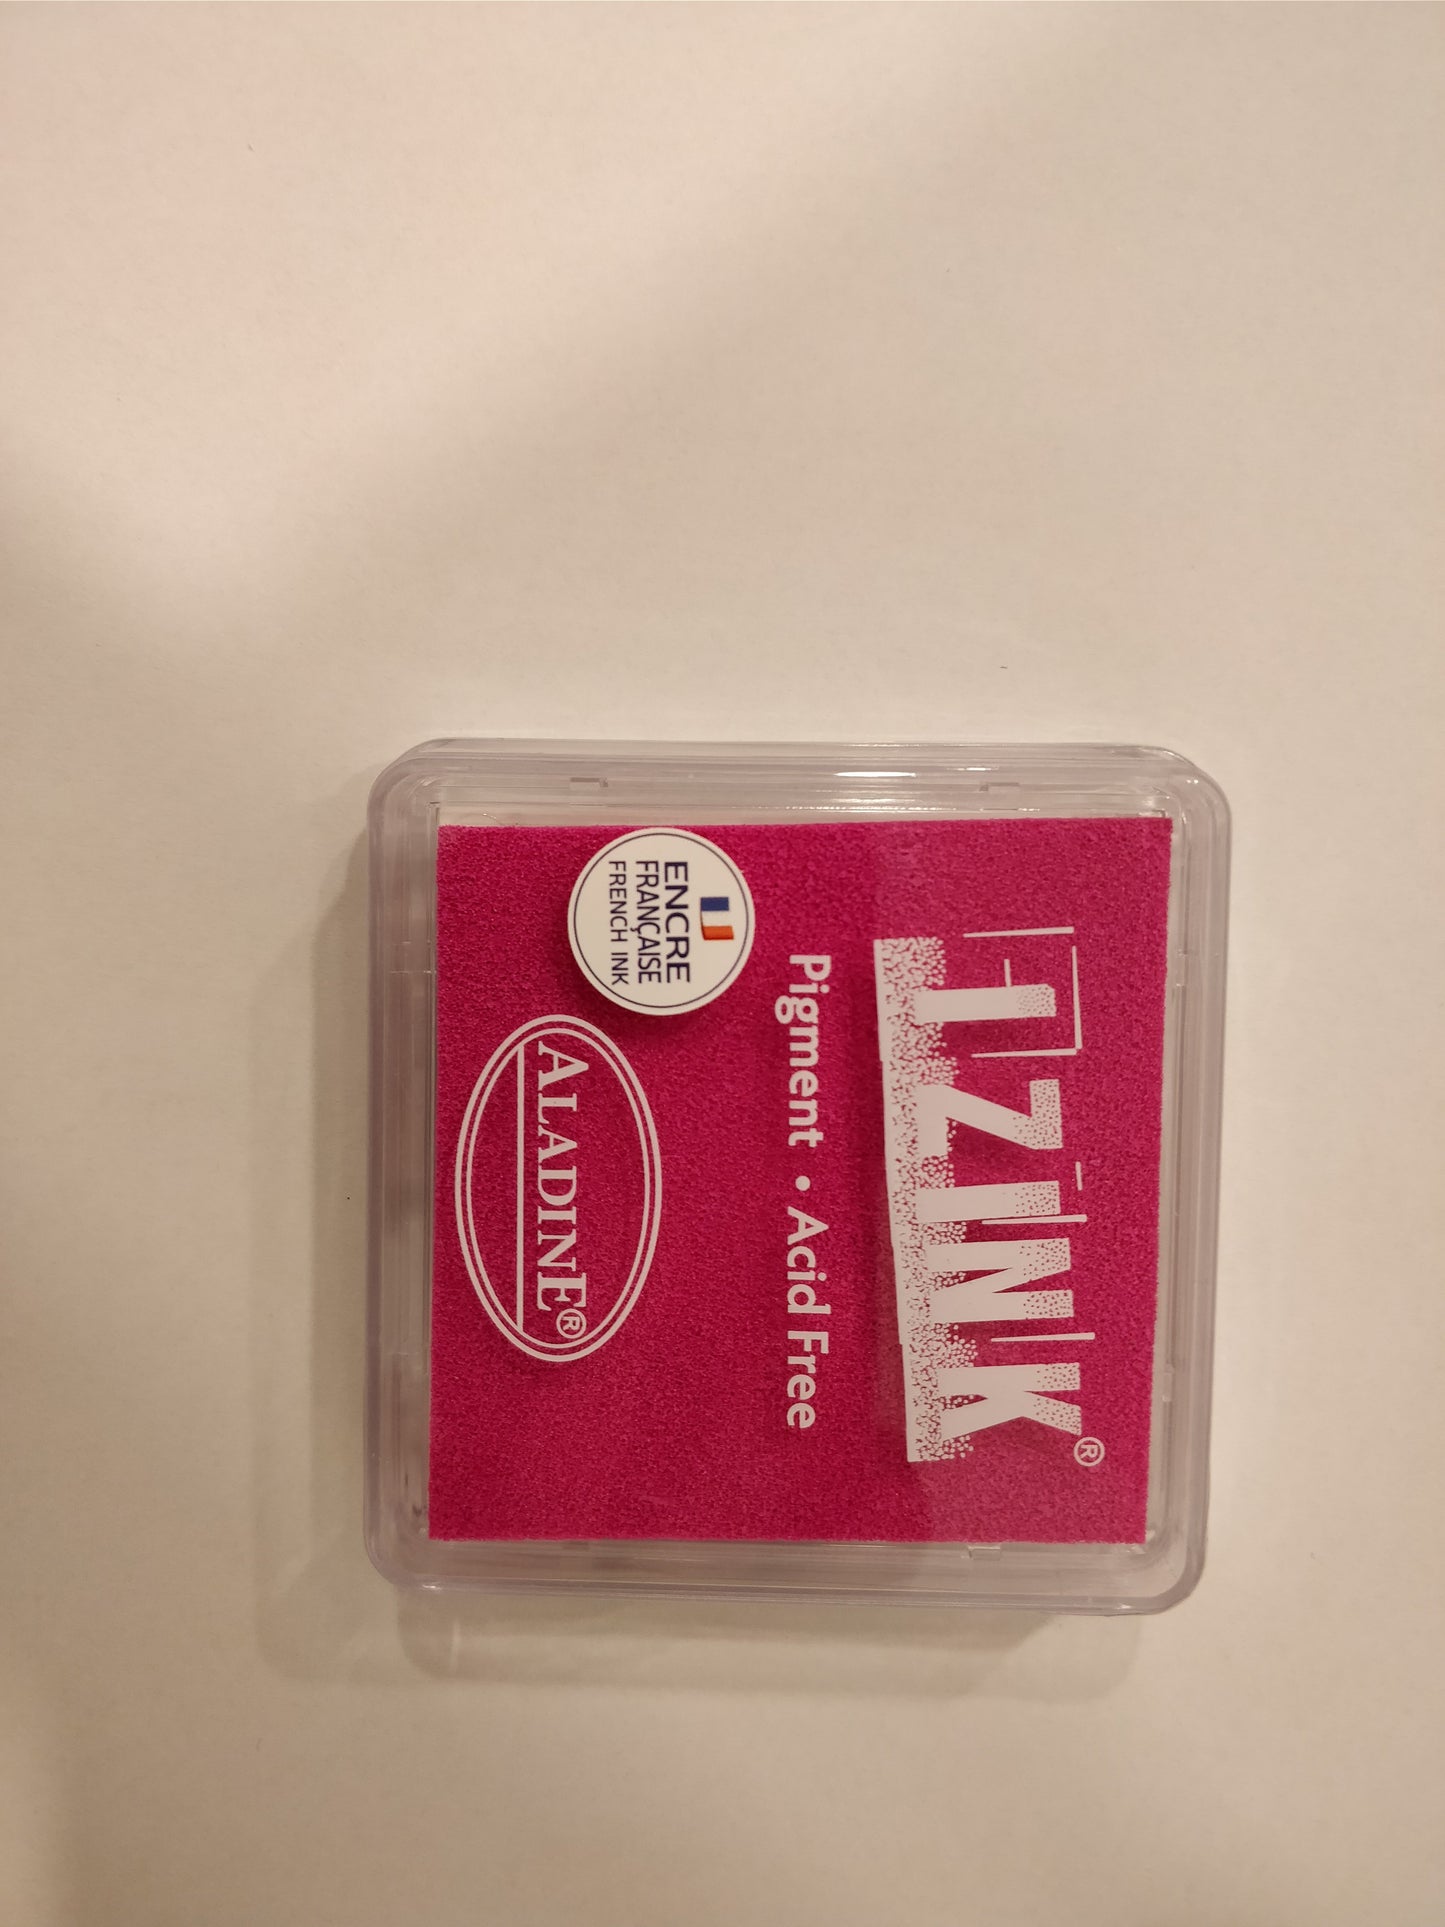 IZINK®
Pigment • Acid Free
ENCRE
FRANÇAISE
FRENCH INK
ALADINE®